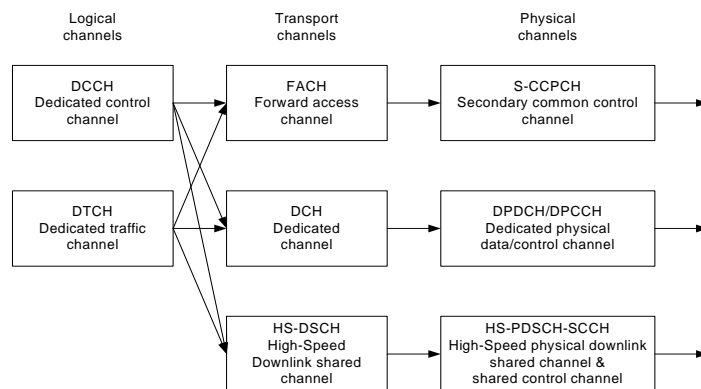 Logical
channels
Transport
channels
Physical
channels
DCCH
Dedicated control
channel
FACH
Forward access
channel
S-CCPCH
Secondary common control
channel
DTCH
Dedicated traffic
channel
DCH
Dedicated
channel
DPDCH/DPCCH
Dedicated physical
data/control channel
HS-DSCH
High-Speed
Downlink shared
channel
HS-PDSCH-SCCH
High-Speed physical downlink
shared channel &
shared control channel